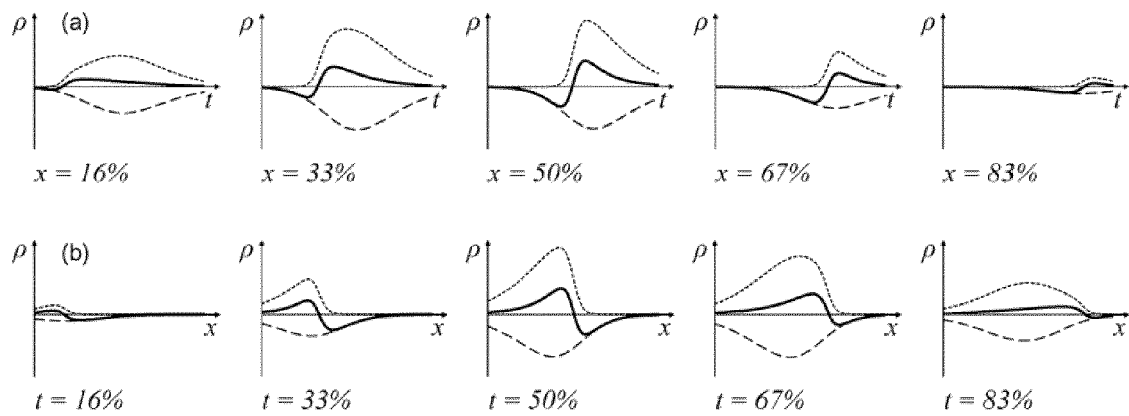 ρ (a) ρ ρ ρ ρ
t t t t t
x = 16% x = 33% x = 50% x = 67% x = 83%
ρ (b) ρ ρ ρ ρ
x x x x x
t = 16% t = 33% t = 50% t = 67% t = 83%